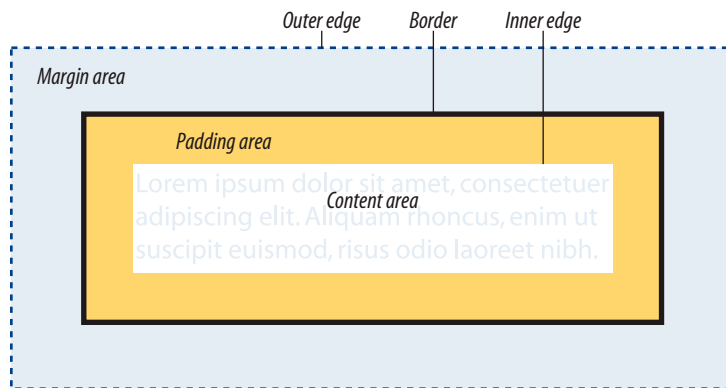 Outer edge Border Inner edge
Margin area
Padding area
Lorem ipsum dolor sit amet, consectetuer
Content area
adipiscing elit. Aliquam rhoncus, enim ut
suscipit euismod, risus odio laoreet nibh.